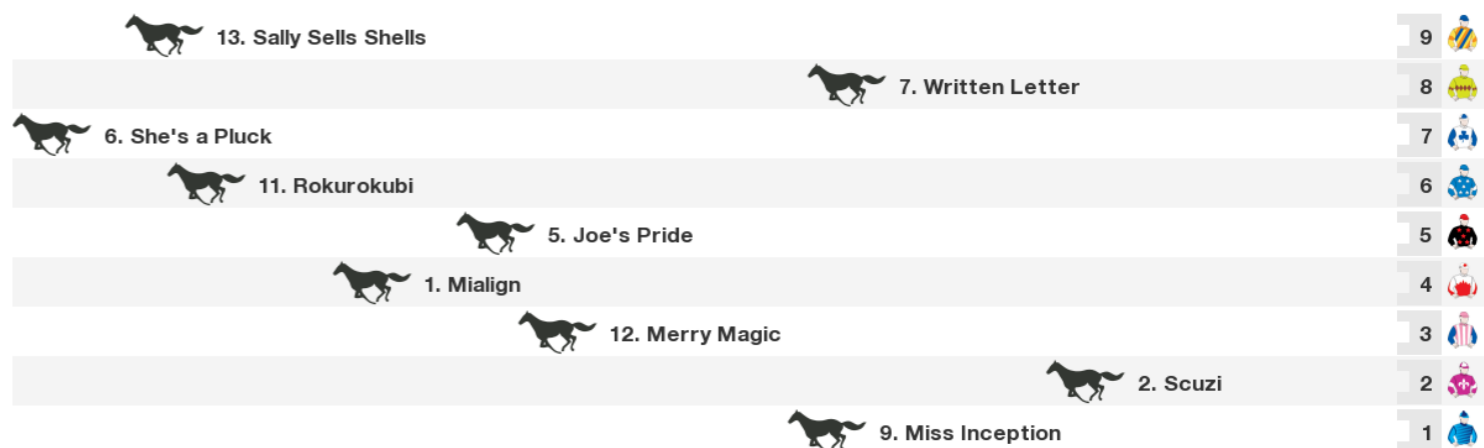 13. Sally Sells Shells 9
7. Written Letter 8
6. She's a Pluck 7
11. Rokurokubi 6
5. Joe's Pride 5
1. Mialign 4
12. Merry Magic 3
2. Scuzi 2
9. Miss Inception 1